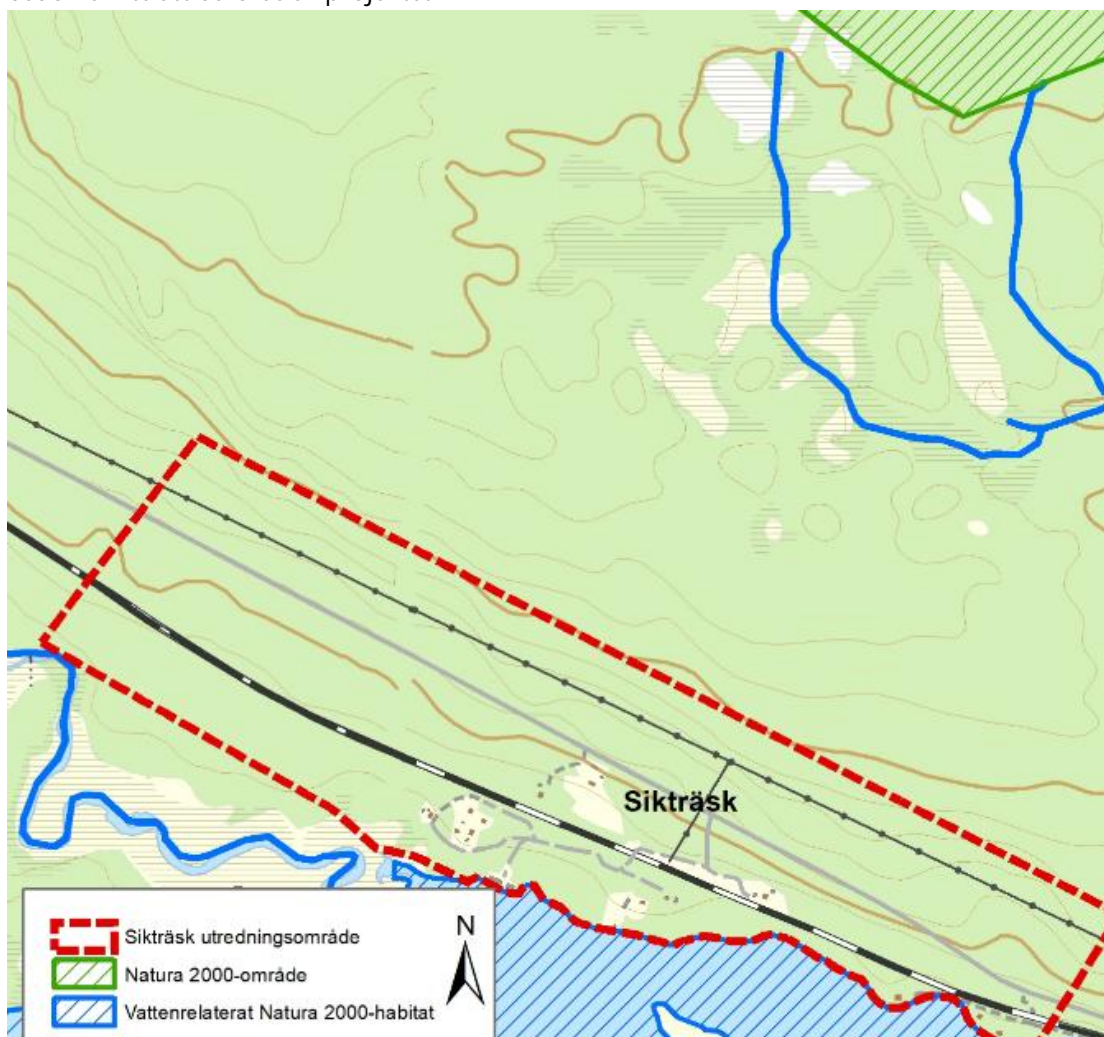 Sikträsk
N
Sikträsk utredningsområde
Natura 2000-område
Vattenrelaterat Natura 2000-habitat